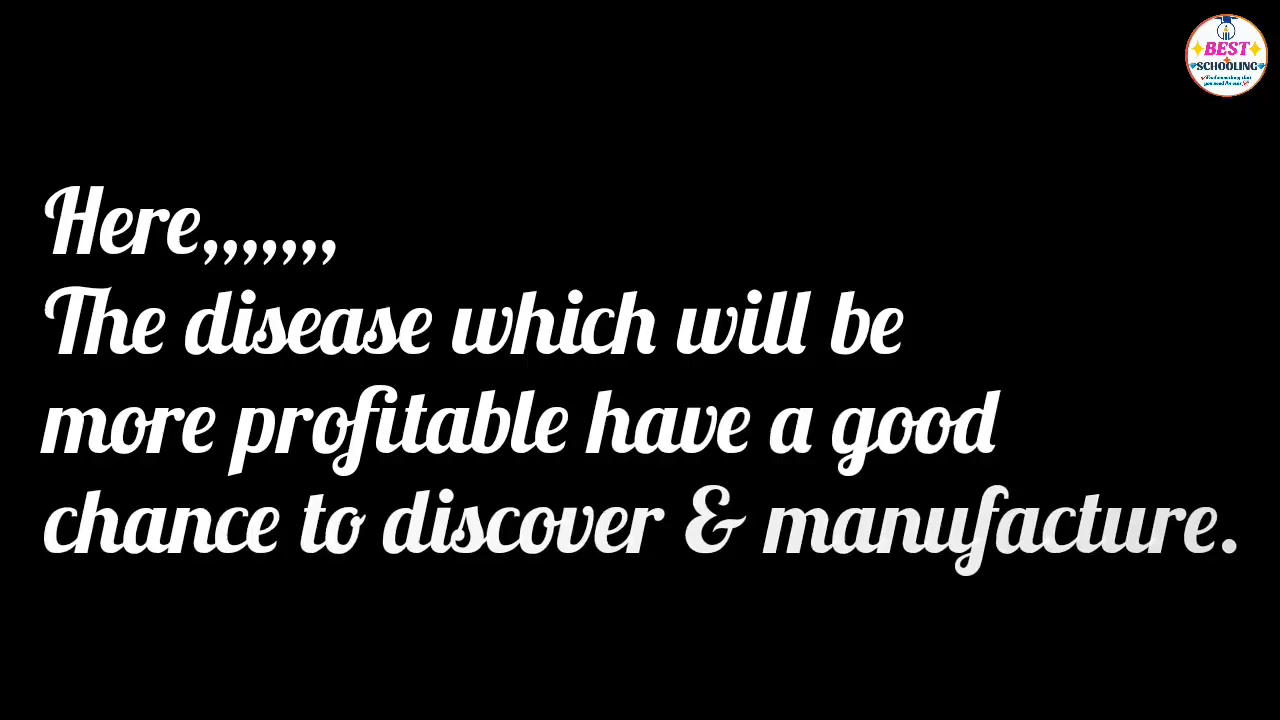 BEST
SCHOOLING
Here,,,,,,,
The disease which will be
more profitable have a good
chance to discover & manufacture.